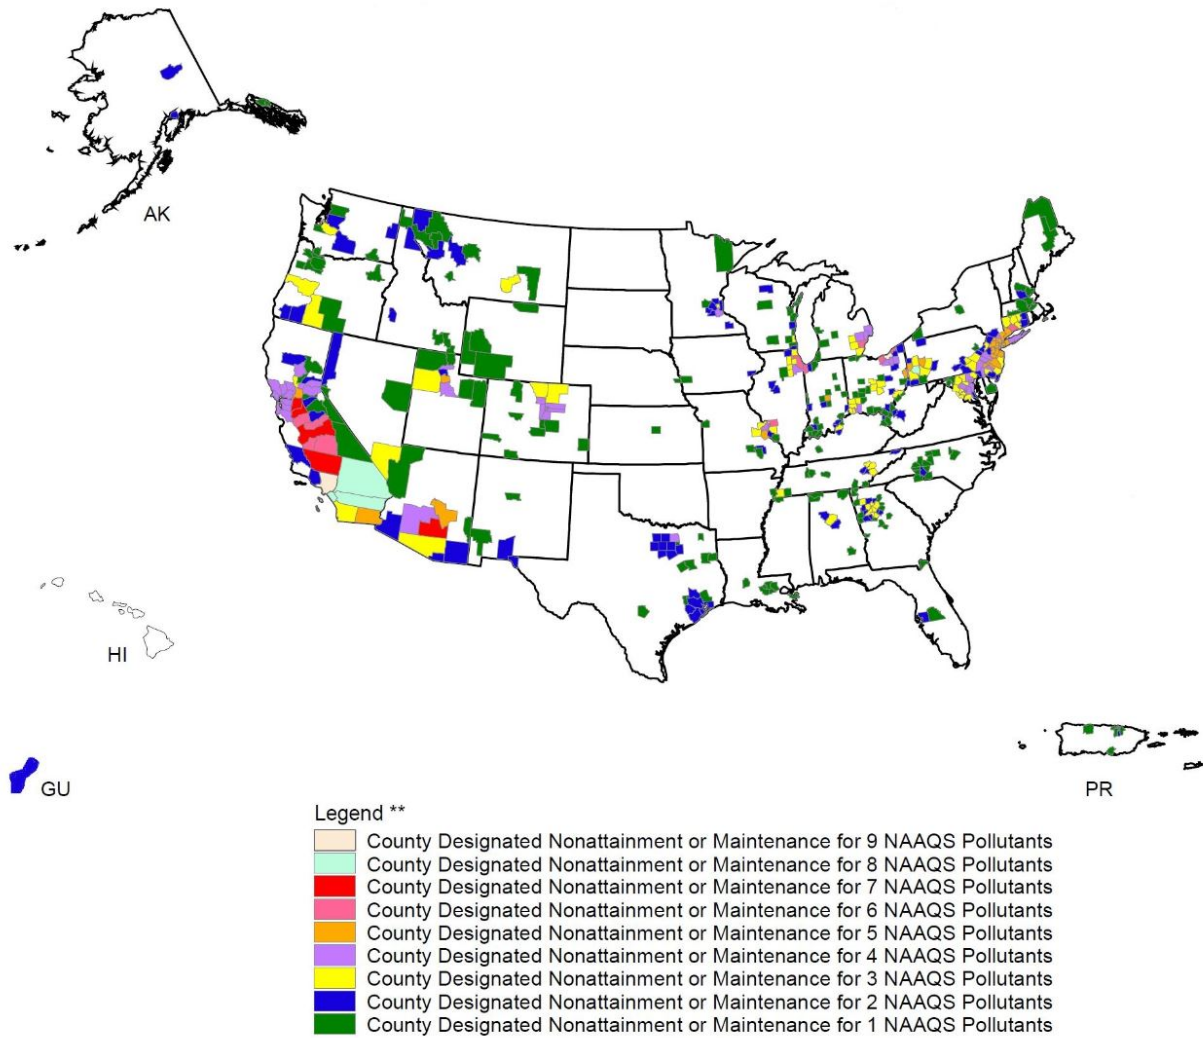 AK
HI
GU
PR
Legend **
County Designated Nonattainment or Maintenance for 9 NAAQS Pollutants
County Designated Nonattainment or Maintenance for 8 NAAQS Pollutants
County Designated Nonattainment or Maintenance for 7 NAAQS Pollutants
County Designated Nonattainment or Maintenance for 6 NAAQS Pollutants
County Designated Nonattainment or Maintenance for 5 NAAQS Pollutants
County Designated Nonattainment or Maintenance for 4 NAAQS Pollutants
County Designated Nonattainment or Maintenance for 3 NAAQS Pollutants
County Designated Nonattainment or Maintenance for 2 NAAQS Pollutants
County Designated Nonattainment or Maintenance for 1 NAAQS Pollutants